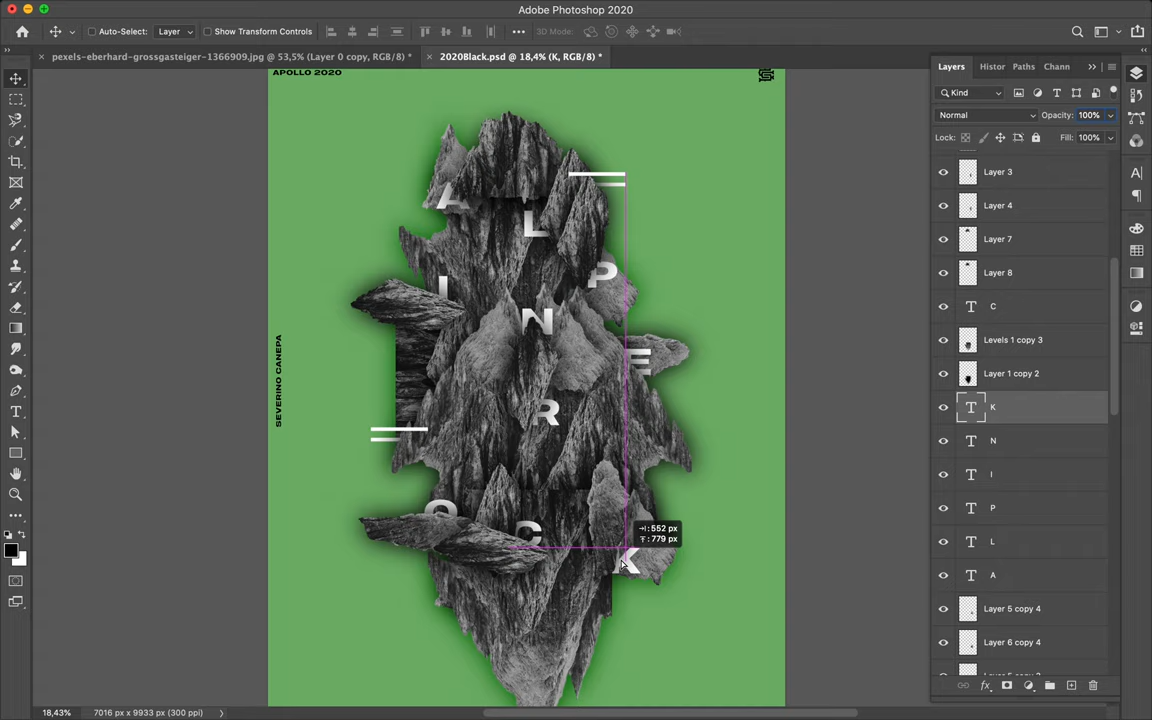 Adobe Photoshop 2020
Auto-Select: Layer Show Transform Controls ••• 3D Mode:
pexels-eberhard-grossgasteiger-1366909.jpg @ 53,5% (Layer 0 copy, RGB/8) *
2020Black.psd @ 18,4% (K, RGB/8) *
Layers Histor Paths Chann
Kind
Normal Opacity: 100%
Lock: Fill: 100%
Layer 3
Layer 4
Layer 7
Layer 8
T C
Levels 1 copy 3
Layer 1 copy 2
T K
T N
T I
T P
T L
T A
Layer 5 copy 4
Layer 6 copy 4
fx
APOLLO 2020
SEVERINO CANEPA
A
L
P
I
N
E
R
O
C
K
: 552 px
: 779 px
18,43% 7016 px x 9933 px (300 ppi)